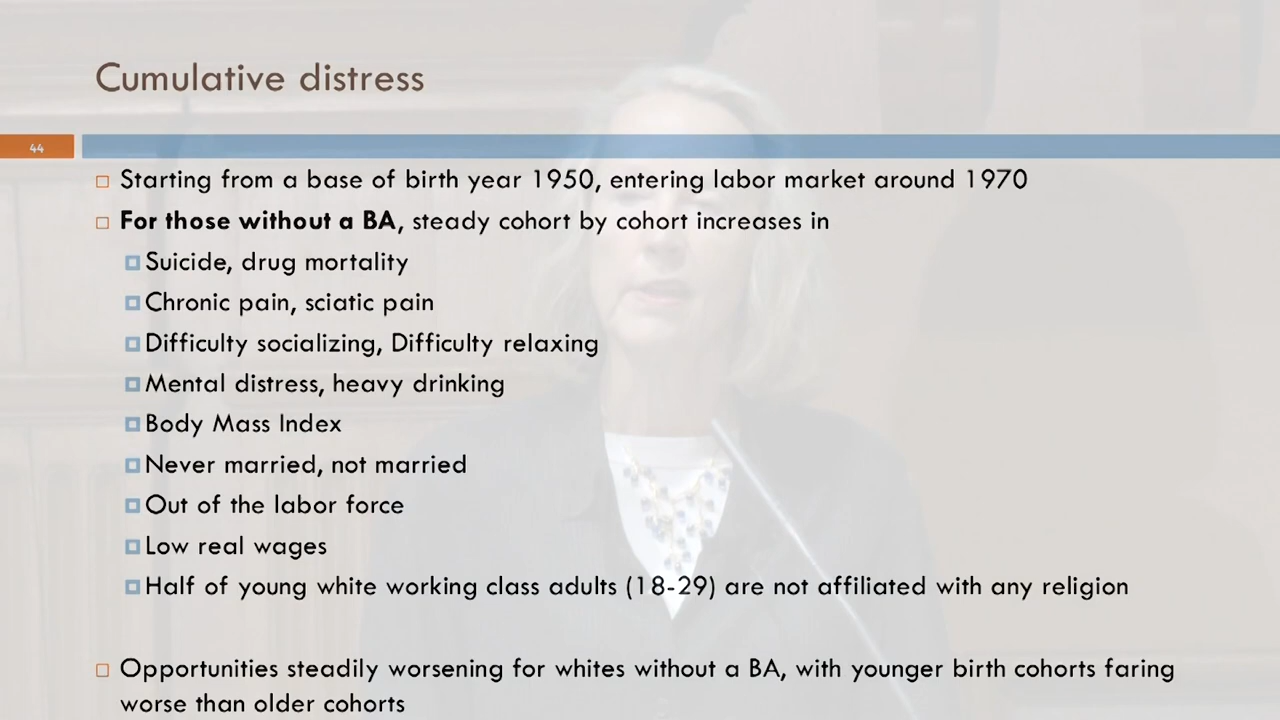 Cumulative distress
44
Starting from a base of birth year 1950, entering labor market around 1970
For those without a BA, steady cohort by cohort increases in
Suicide, drug mortality
Chronic pain, sciatic pain
Difficulty socializing, Difficulty relaxing
Mental distress, heavy drinking
Body Mass Index
Never married, not married
Out of the labor force
Low real wages
Half of young white working class adults (18-29) are not affiliated with any religion
Opportunities steadily worsening for whites without a BA, with younger birth cohorts faring
worse than older cohorts